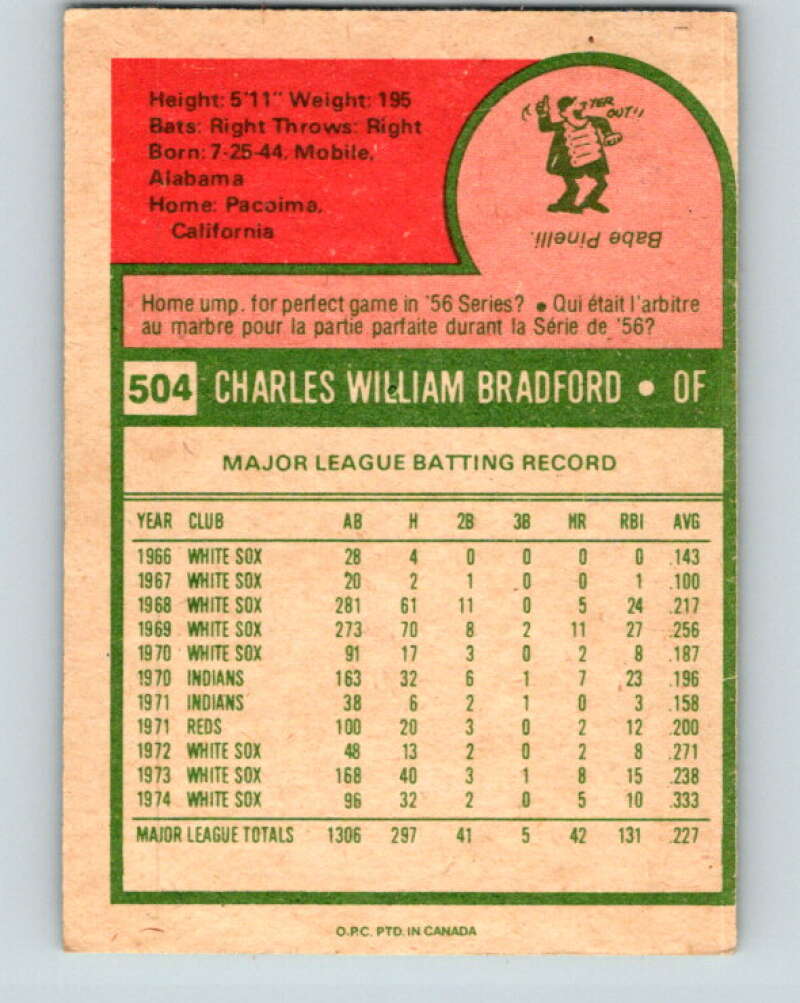 Height: 5'11" Weight: 195
Bats: Right Throws: Right
Born: 7-25-44, Mobile,
Alabama
Home: Pacoima,
California
YER
OUT!!
Babe Pinelli.
Home ump. for perfect game in '56 Series? • Qui était l'arbitre
au marbre pour la partie parfaite durant la Série de '56?
504 CHARLES WILLIAM BRADFORD • OF
MAJOR LEAGUE BATTING RECORD
YEAR CLUB AB H 2B 3B HR RBI AVG
1966 WHITE SOX 28 4 0 0 0 0 .143
1967 WHITE SOX 20 2 1 0 0 1 .100
1968 WHITE SOX 281 61 11 0 5 24 .217
1969 WHITE SOX 273 70 8 2 11 27 .256
1970 WHITE SOX 91 17 3 0 2 8 .187
1970 INDIANS 163 32 6 1 7 23 .196
1971 INDIANS 38 6 2 1 0 3 .158
1971 REDS 100 20 3 0 2 12 .200
1972 WHITE SOX 48 13 2 0 2 8 .271
1973 WHITE SOX 168 40 3 1 8 15 .238
1974 WHITE SOX 96 32 2 0 5 10 .333
MAJOR LEAGUE TOTALS 1306 297 41 5 42 131 .227
O.P.C. PTD. IN CANADA